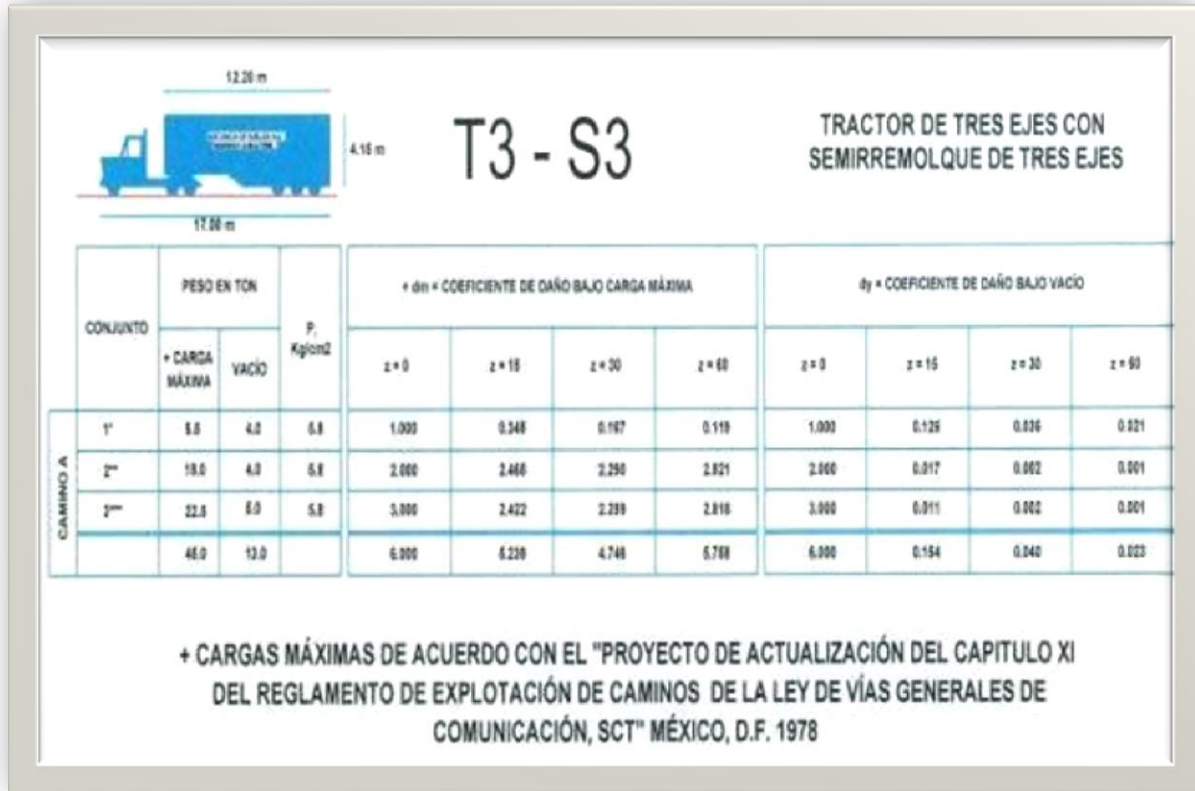 12.20 m
4.15 m
17.00 m
T3 - S3
TRACTOR DE TRES EJES CON
SEMIRREMOLQUE DE TRES EJES
CONJUNTO
PESO EN TON
+ CARGA
MÁXIMA
VACÍO
P.
Kg/cm2
+ dm = COEFICIENTE DE DAÑO BAJO CARGA MÁXIMA
z = 0 z = 15 z = 30 z = 60
dy = COEFICIENTE DE DAÑO BAJO VACÍO
z = 0 z = 15 z = 30 z = 60
CAMINO A
1* 5.5 4.0 5.8 1.000 0.348 0.167 0.119 1.000 0.126 0.036 0.021
2** 18.0 4.0 5.8 2.000 2.468 2.290 2.821 2.000 0.017 0.002 0.001
3*** 22.5 5.0 5.8 3.000 2.422 2.289 2.818 3.000 0.011 0.002 0.001
46.0 13.0 6.000 5.238 4.746 5.758 6.000 0.154 0.040 0.023
+ CARGAS MÁXIMAS DE ACUERDO CON EL "PROYECTO DE ACTUALIZACIÓN DEL CAPITULO XI
DEL REGLAMENTO DE EXPLOTACIÓN DE CAMINOS DE LA LEY DE VÍAS GENERALES DE
COMUNICACIÓN, SCT" MÉXICO, D.F. 1978